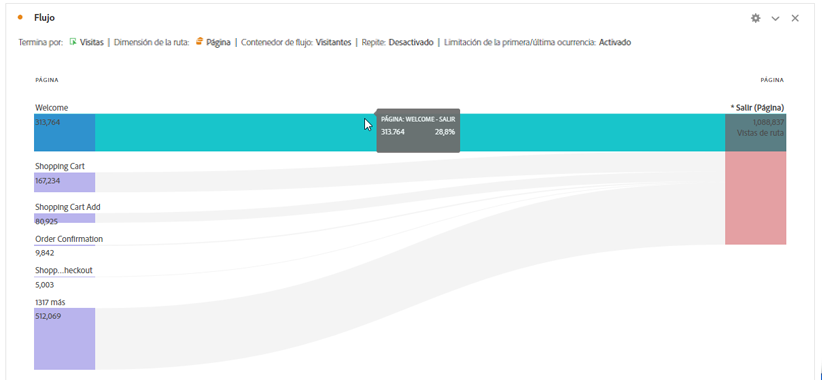 Flujo
Termina por: Visitas | Dimensión de la ruta: Página | Contenedor de flujo: Visitantes | Repite: Desactivado | Limitación de la primera/última ocurrencia: Activado
PÁGINA
PÁGINA
Welcome
313,764
* Salir (Página)
1,088,837
Vistas de ruta
PÁGINA: WELCOME - SALIR
313.764 28,8%
Shopping Cart
167,234
Shopping Cart Add
80,925
Order Confirmation
9,842
Shopp...heckout
5,003
1317 más
512,069